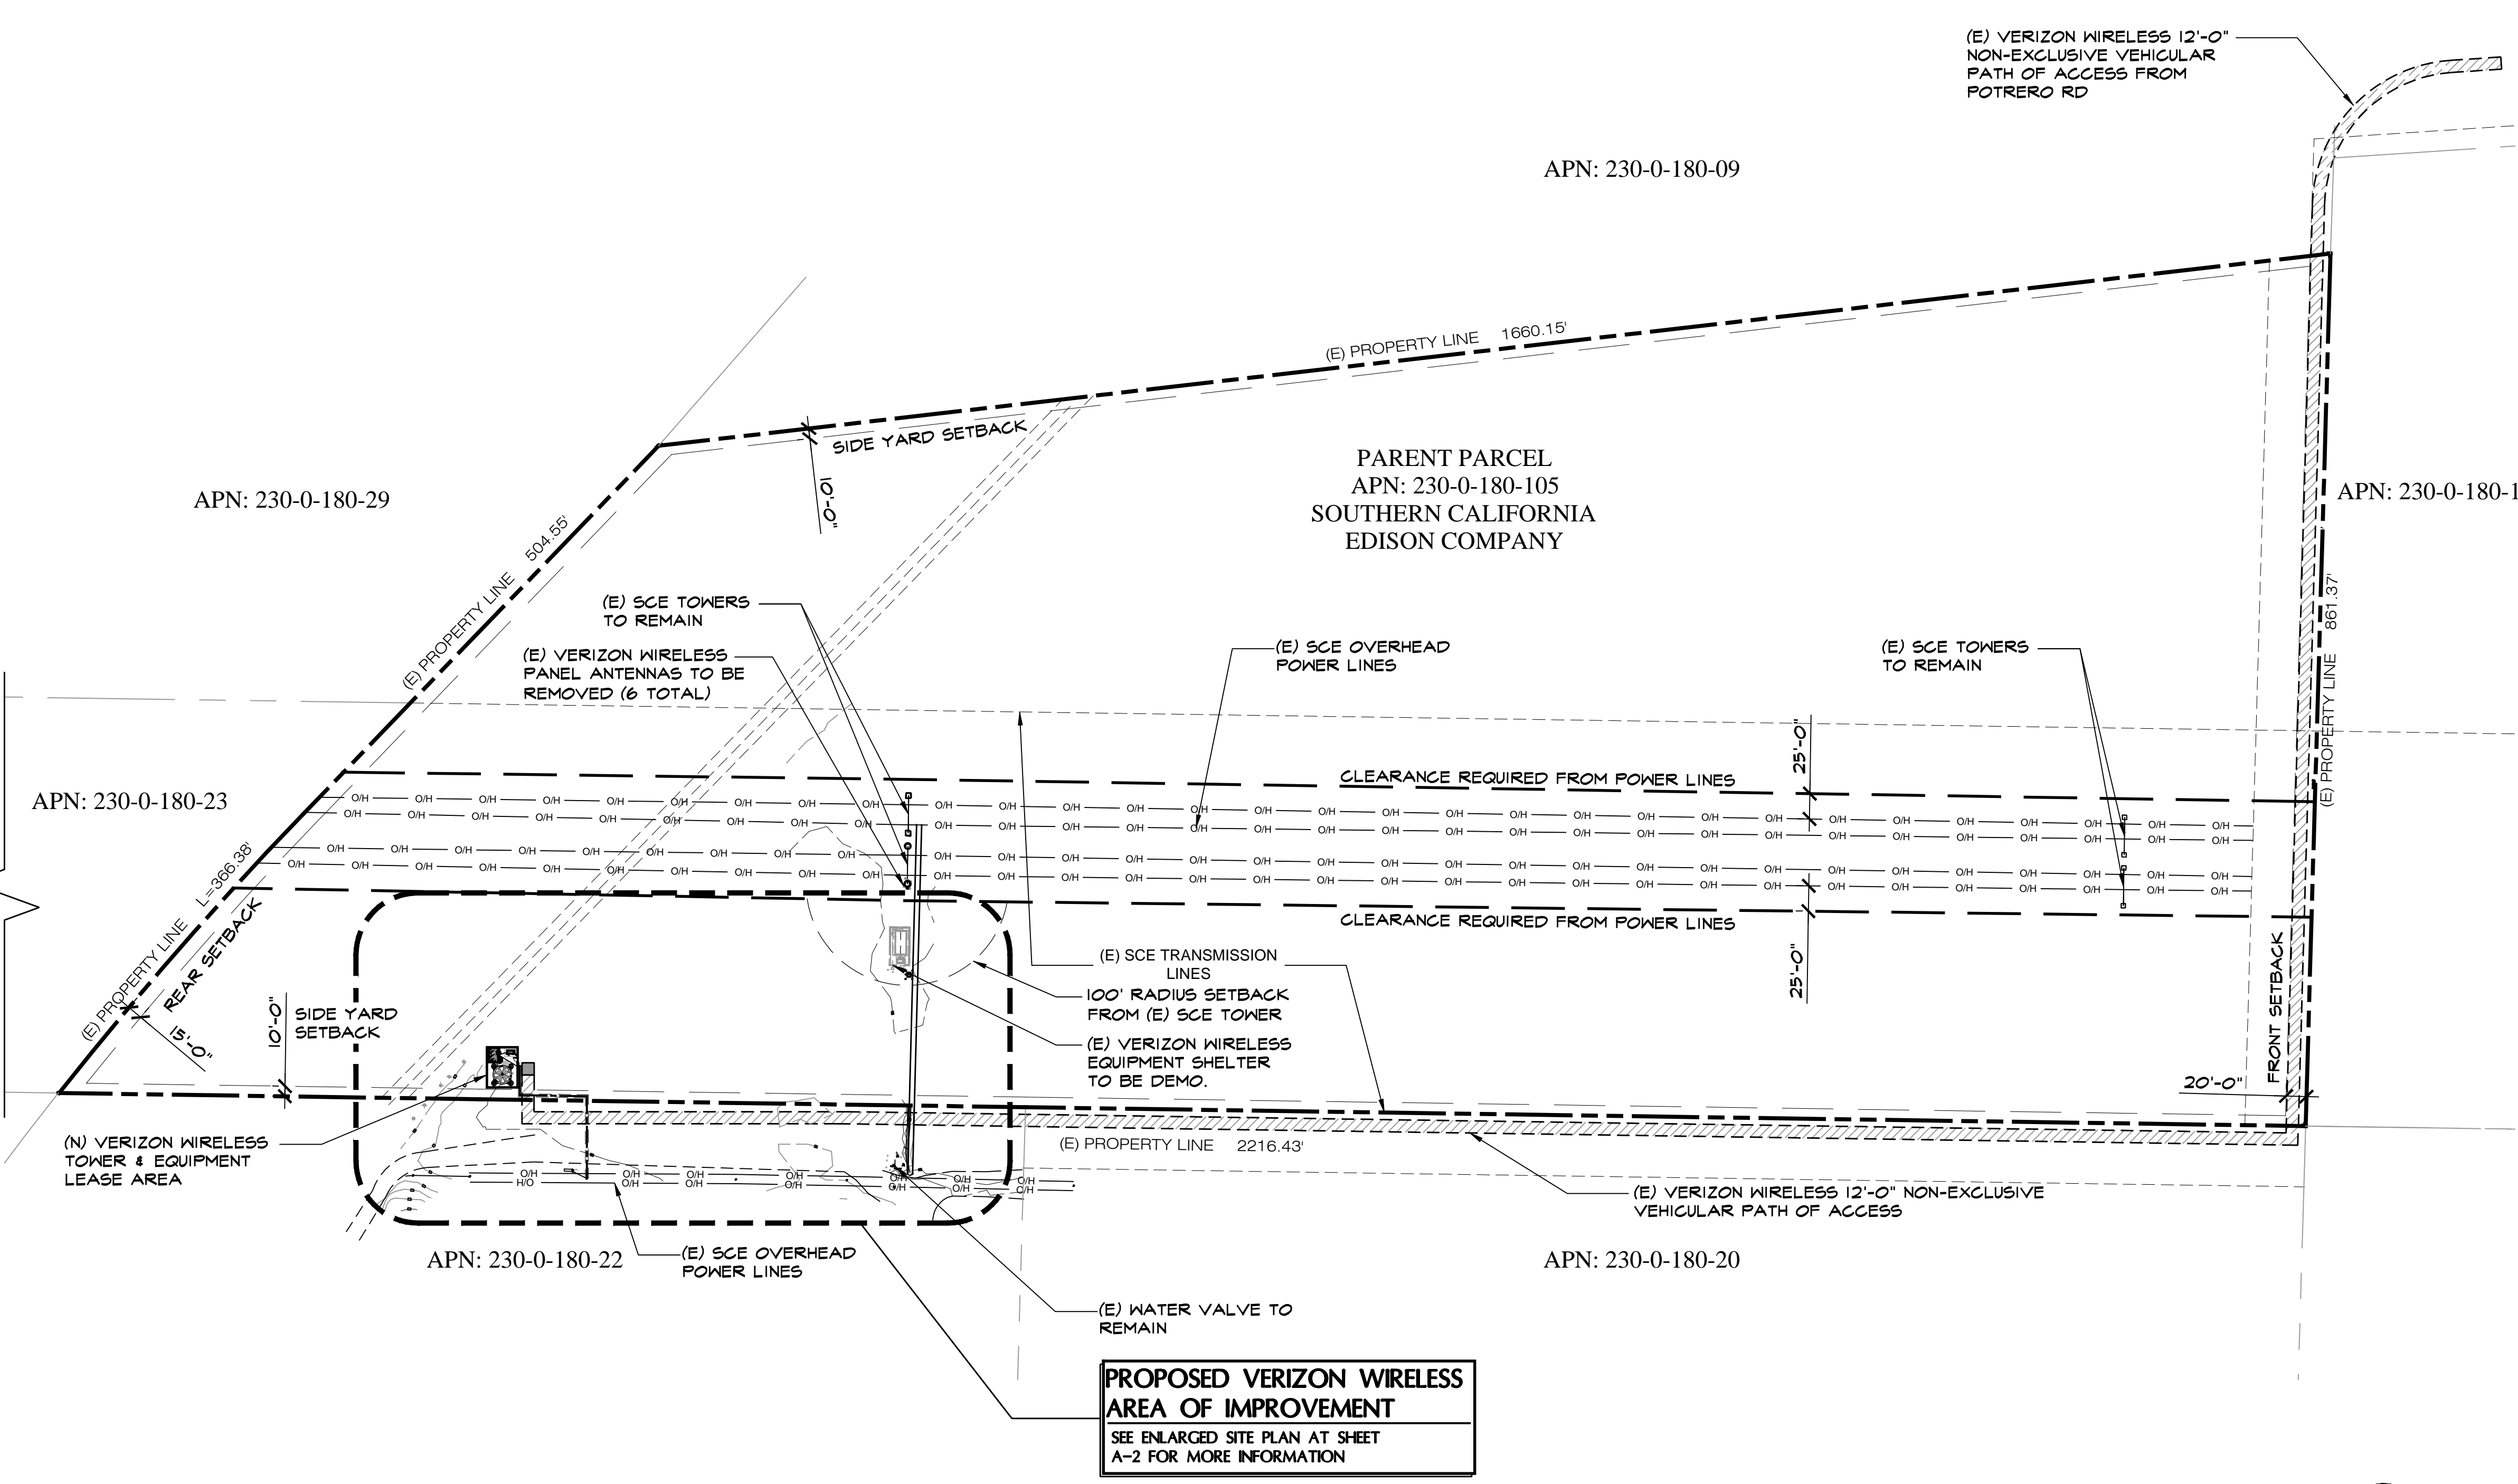 (E) VERIZON WIRELESS 12'-0"
NON-EXCLUSIVE VEHICULAR
PATH OF ACCESS FROM
POTRERO RD
APN: 230-0-180-09
(E) PROPERTY LINE 1660.15'
SIDE YARD SETBACK
10'-0"
PARENT PARCEL
APN: 230-0-180-105
SOUTHERN CALIFORNIA
EDISON COMPANY
APN: 230-0-180-29
APN: 230-0-180-1
(E) PROPERTY LINE 504.55'
(E) PROPERTY LINE 861.37'
(E) SCE TOWERS
TO REMAIN
(E) VERIZON WIRELESS
PANEL ANTENNAS TO BE
REMOVED (6 TOTAL)
(E) SCE OVERHEAD
POWER LINES
(E) SCE TOWERS
TO REMAIN
25'-0"
CLEARANCE REQUIRED FROM POWER LINES
APN: 230-0-180-23
O/H O/H O/H O/H O/H O/H O/H O/H O/H O/H O/H O/H O/H O/H O/H O/H O/H O/H O/H O/H O/H O/H O/H O/H O/H O/H O/H O/H O/H O/H
O/H O/H O/H O/H O/H O/H O/H O/H O/H O/H O/H O/H O/H O/H O/H O/H O/H O/H O/H O/H O/H O/H O/H O/H O/H O/H O/H O/H O/H O/H
O/H O/H O/H O/H O/H O/H O/H O/H O/H O/H O/H O/H O/H O/H O/H O/H O/H O/H O/H O/H O/H O/H O/H O/H O/H O/H O/H O/H O/H O/H
O/H O/H O/H O/H O/H O/H O/H O/H O/H O/H O/H O/H O/H O/H O/H O/H O/H O/H O/H O/H O/H O/H O/H O/H O/H O/H O/H O/H O/H O/H O/H
CLEARANCE REQUIRED FROM POWER LINES
25'-0"
(E) PROPERTY LINE L=366.38'
REAR SETBACK
15'-0"
10'-0"
SIDE YARD
SETBACK
(E) SCE TRANSMISSION
LINES
100' RADIUS SETBACK
FROM (E) SCE TOWER
(E) VERIZON WIRELESS
EQUIPMENT SHELTER
TO BE DEMO.
FRONT SETBACK
20'-0"
(N) VERIZON WIRELESS
TOWER & EQUIPMENT
LEASE AREA
(E) PROPERTY LINE 2216.43'
O/H O/H O/H O/H O/H O/H O/H O/H O/H
H/O O/H O/H O/H O/H O/H O/H O/H
(E) VERIZON WIRELESS 12'-0" NON-EXCLUSIVE
VEHICULAR PATH OF ACCESS
APN: 230-0-180-22
(E) SCE OVERHEAD
POWER LINES
APN: 230-0-180-20
(E) WATER VALVE TO
REMAIN
PROPOSED VERIZON WIRELESS
AREA OF IMPROVEMENT
SEE ENLARGED SITE PLAN AT SHEET
A-2 FOR MORE INFORMATION